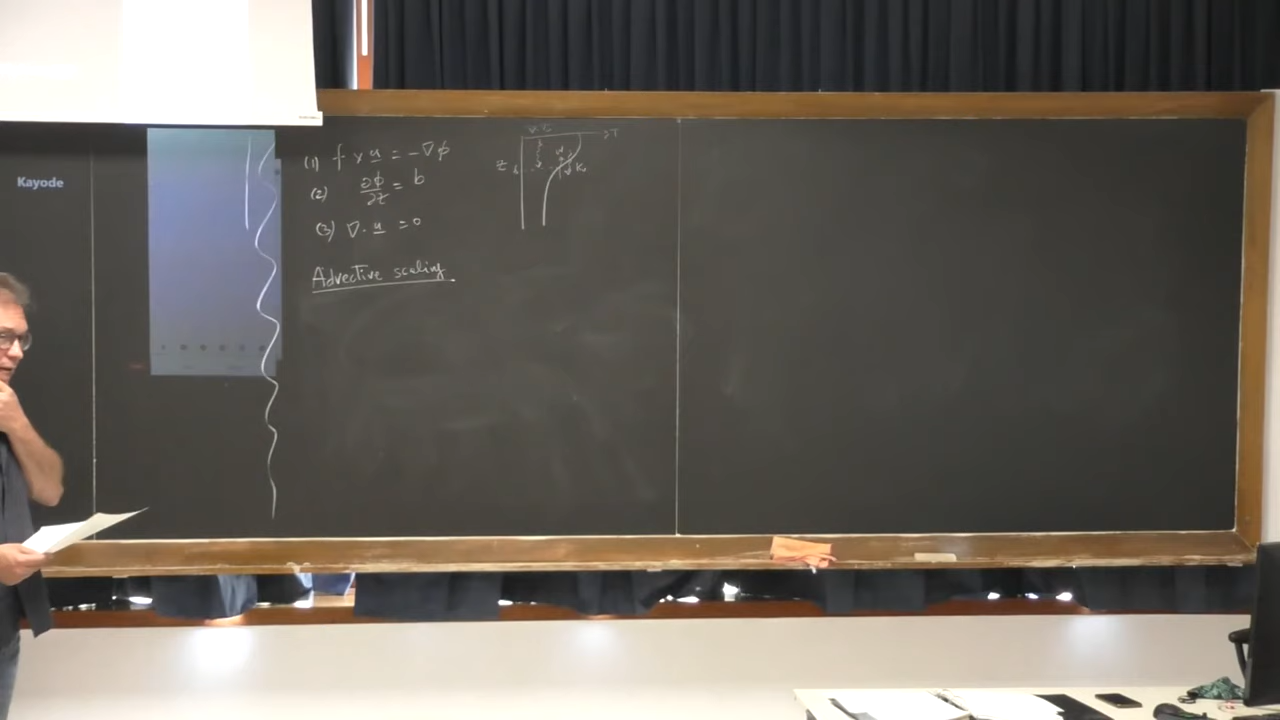 Kayode
(1) f × u = -∇ϕ
(2) ∂ϕ/∂z = b
(3) ∇· u = 0
Advective scaling
z
T